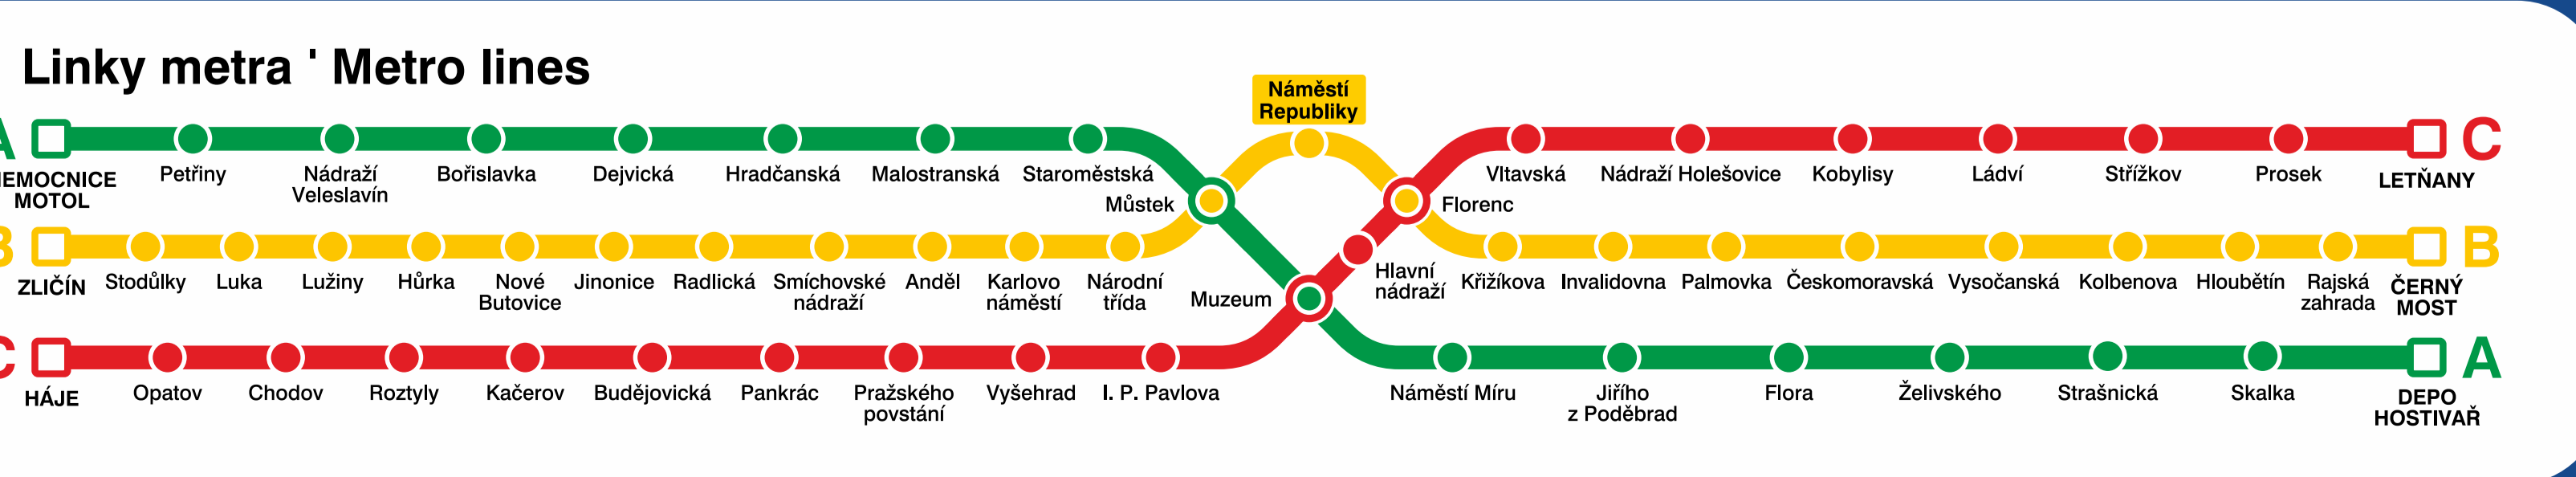 Linky metra ' Metro lines
Náměstí
Republiky
A
C
Petřiny
Nádraží
Veleslavín
Bořislavka
Dejvická
Hradčanská
Malostranská
Staroměstská
Vltavská
Nádraží Holešovice
Kobylisy
Ládví
Střížkov
Prosek
EMOCNICE
MOTOL
LETŇANY
Můstek
Florenc
B
B
ZLIČÍN
Stodůlky
Luka
Lužiny
Hůrka
Nové
Butovice
Jinonice
Radlická
Smíchovské
nádraží
Anděl
Karlovo
náměstí
Národní
třída
Muzeum
Hlavní
nádraží
Křižíkova
Invalidovna
Palmovka
Českomoravská
Vysočanská
Kolbenova
Hloubětín
Rajská
zahrada
ČERNÝ
MOST
C
A
HÁJE
Opatov
Chodov
Roztyly
Kačerov
Budějovická
Pankrác
Pražského
povstání
Vyšehrad
I. P. Pavlova
Náměstí Míru
Jiřího
z Poděbrad
Flora
Želivského
Strašnická
Skalka
DEPO
HOSTIVAŘ